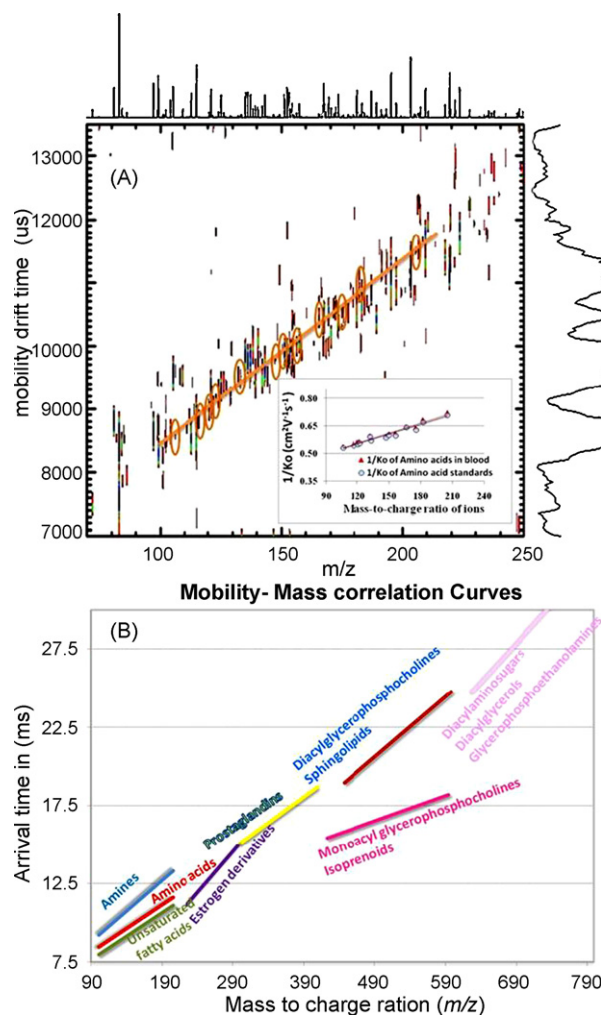 (A)
mobility drift time (us)
13000
12000
11000
10000
9000
8000
7000
1/Ko (cm²V⁻¹s⁻¹)
0.80
0.65
0.50
0.35
1/Ko of Amino acids in blood
1/Ko of Amino acid standards
90 120 150 180 210 240
Mass-to-charge ratio of ions
100 150 200 250
m/z
Mobility- Mass correlation Curves
(B)
Arrival time in (ms)
27.5
22.5
17.5
12.5
7.5
Diacylglycerophosphocholines
Sphingolipids
Diacylaminosugars
Diacylglycerols
Glycerophosphoethanolamines
Prostaglandins
Monoacyl glycerophosphocholines
Isoprenoids
Amines
Amino acids
Estrogen derivatives
Unsaturated
fatty acids
90 190 290 390 490 590 690 790
Mass to charge ration (m/z)